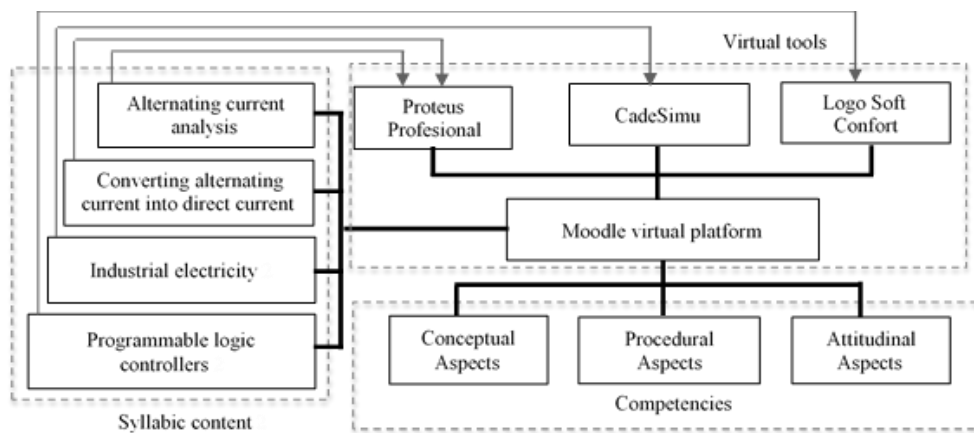 Virtual tools
Alternating current
analysis
Proteus
Profesional
CadeSimu
Logo Soft
Confort
Converting alternating
current into direct current
Moodle virtual platform
Industrial electricity
Programmable logic
controllers
Conceptual
Aspects
Procedural
Aspects
Attitudinal
Aspects
Syllabic content
Competencies